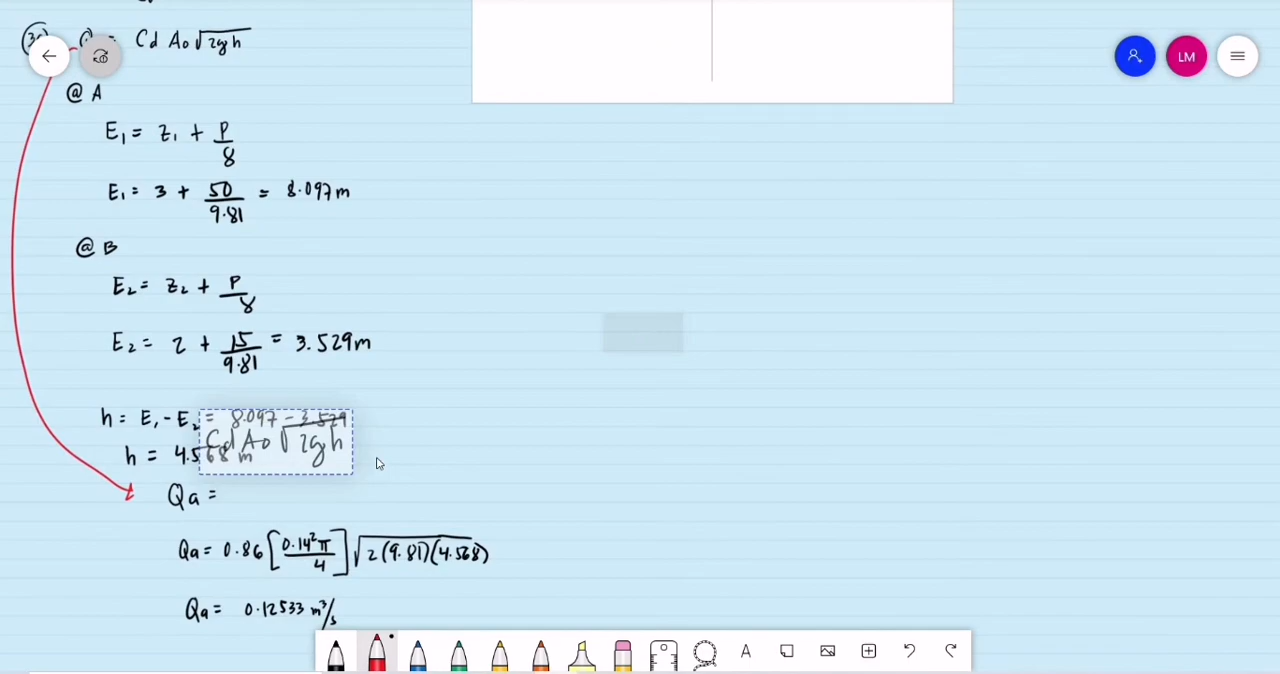 Cd Ao √2gh
@ A
E₁ = z₁ + P/γ
E₁ = 3 + 50/9.81 = 8.097 m
@ B
E₂ = z₂ + P/γ
E₂ = 2 + 15/9.81 = 3.529 m
h = E₁ - E₂ = 8.097 - 3.529
h = 4.568 m
Cd Ao √2gh
Qa =
Qa = 0.86 [0.14²π/4] √2(9.81)(4.568)
Qa = 0.12533 m³/s
LM
A